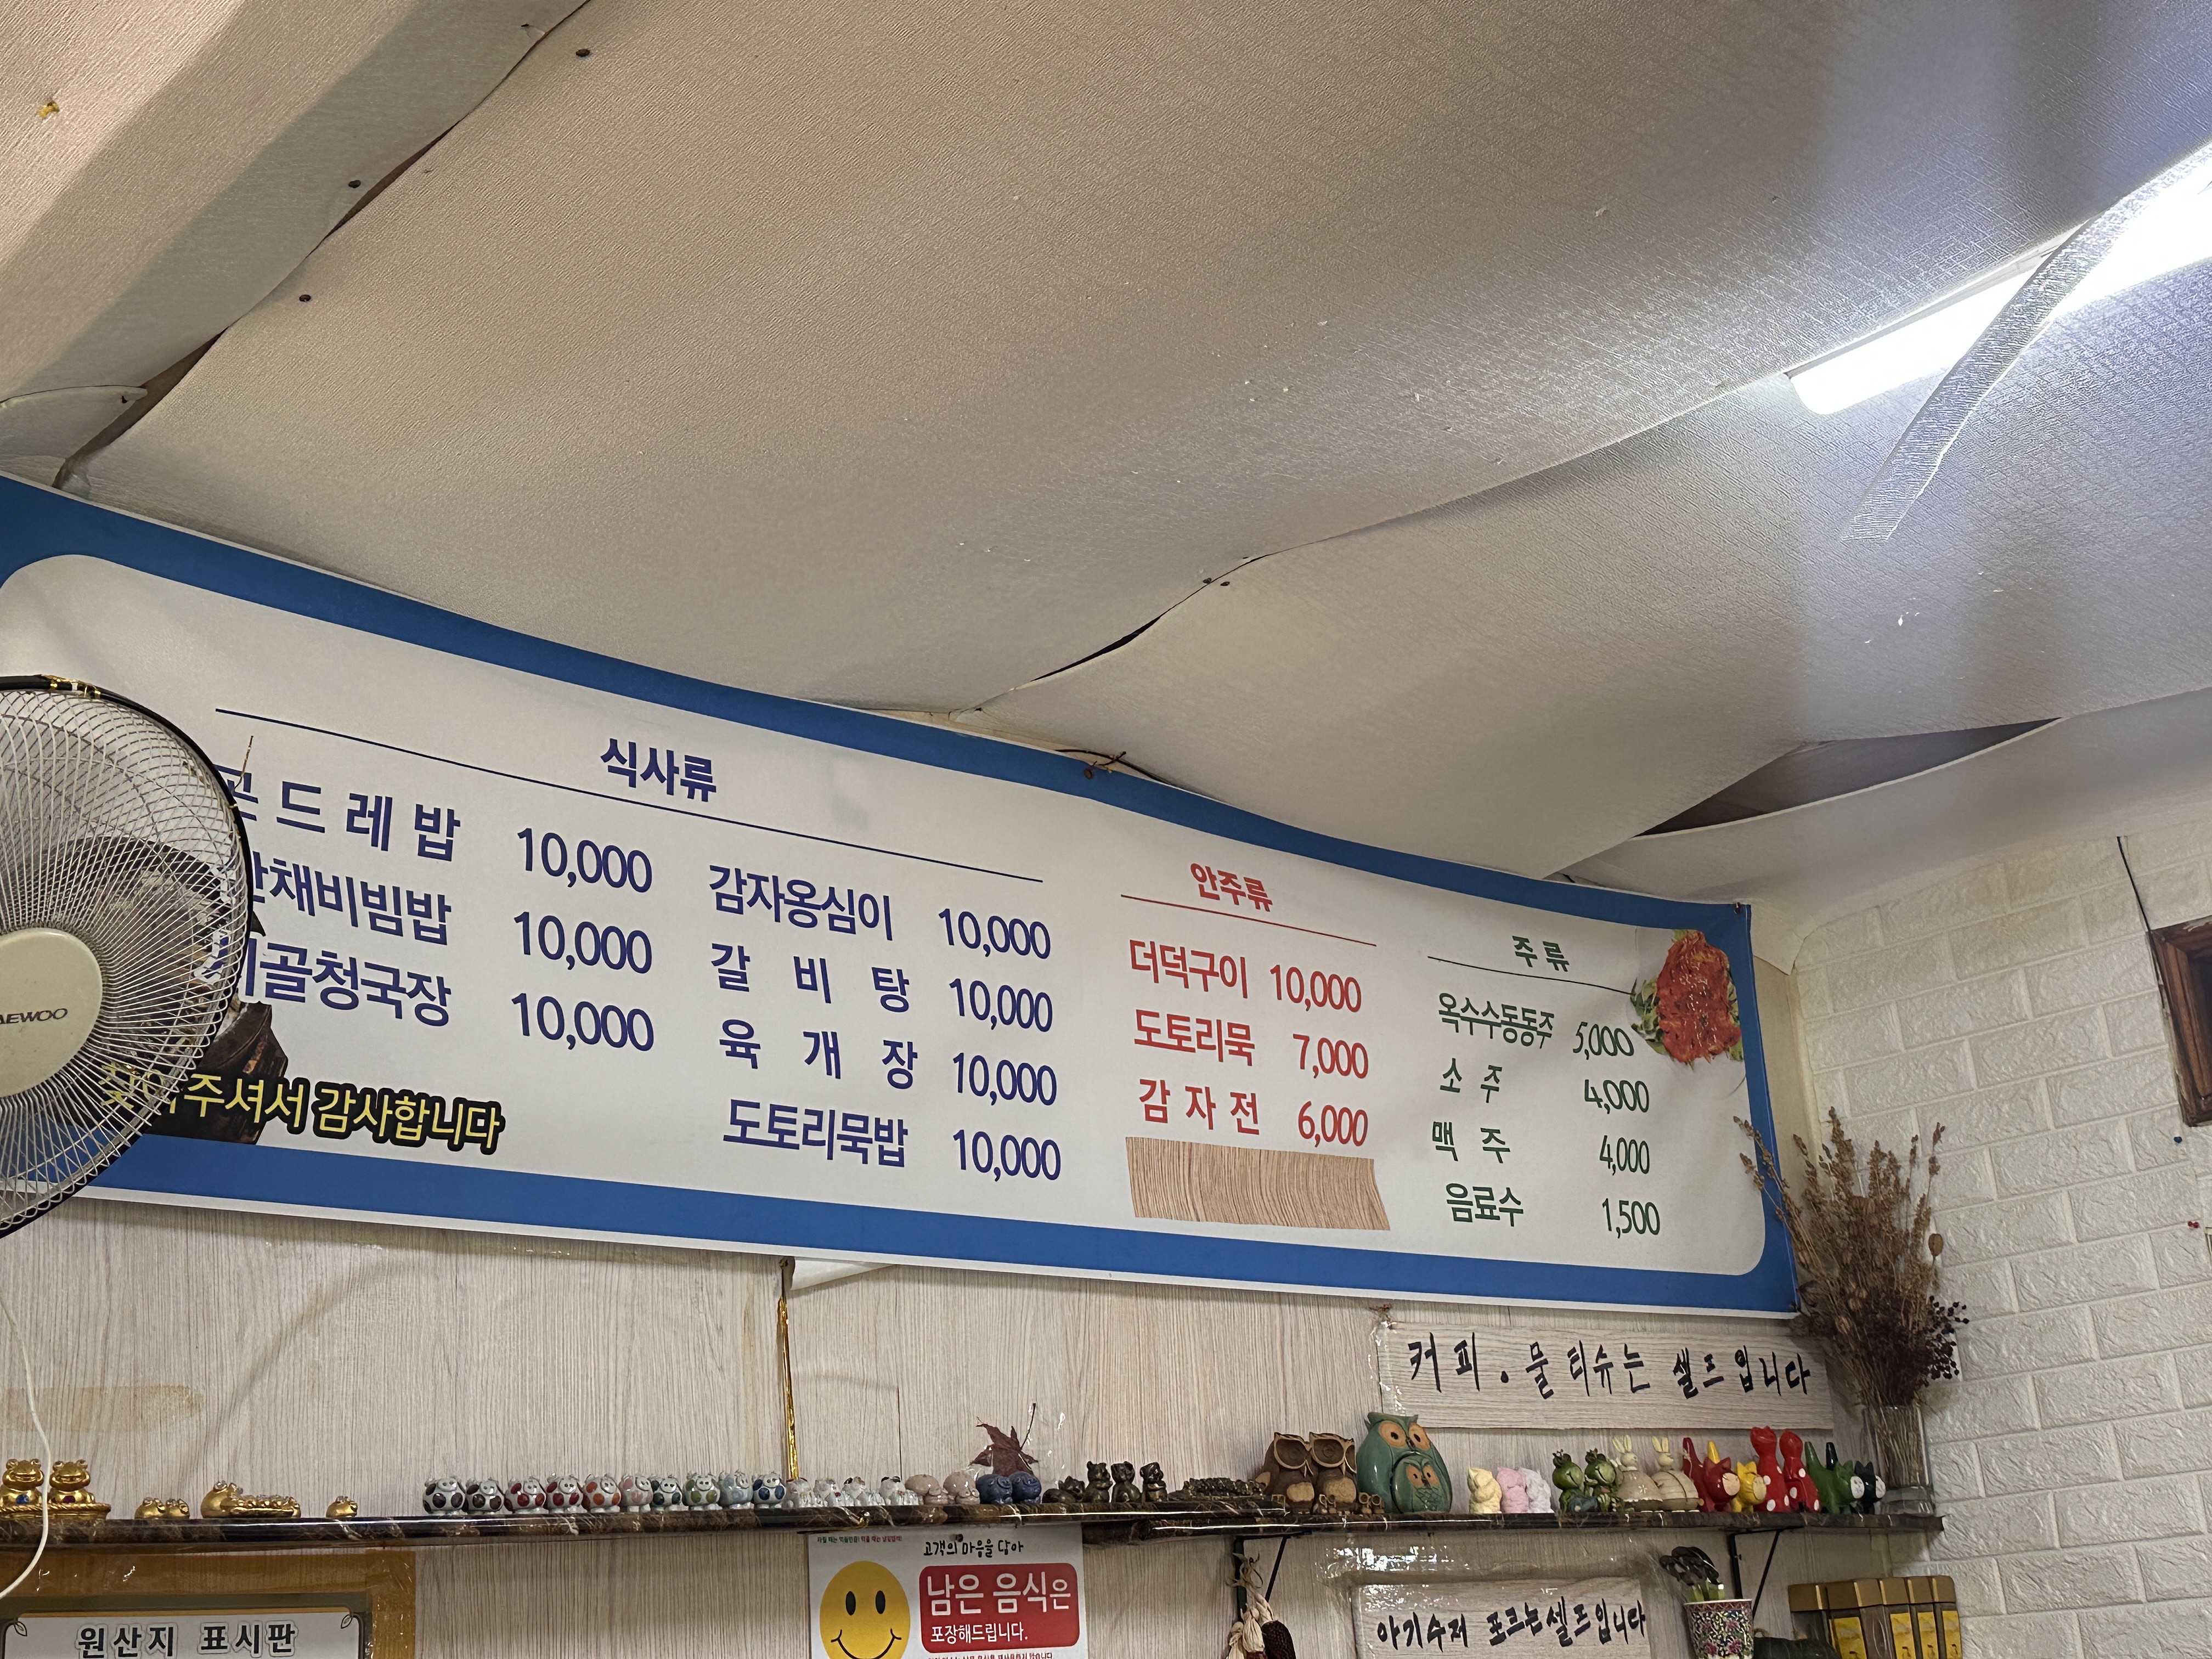 식사류
드레밥 10,000
채비빔밥 10,000
골청국장 10,000
주셔서 감사합니다
감자옹심이 10,000
갈비탕 10,000
육개장 10,000
도토리묵밥 10,000
안주류
더덕구이 10,000
도토리묵 7,000
감자전 6,000
주류
옥수수동동주 5,000
소주 4,000
맥주 4,000
음료수 1,500
커피. 물 티슈는 셀프입니다
고객의 마음을 담아
남은 음식은
포장해드립니다.
아기수저 포크는 셀프입니다
원산지 표시판